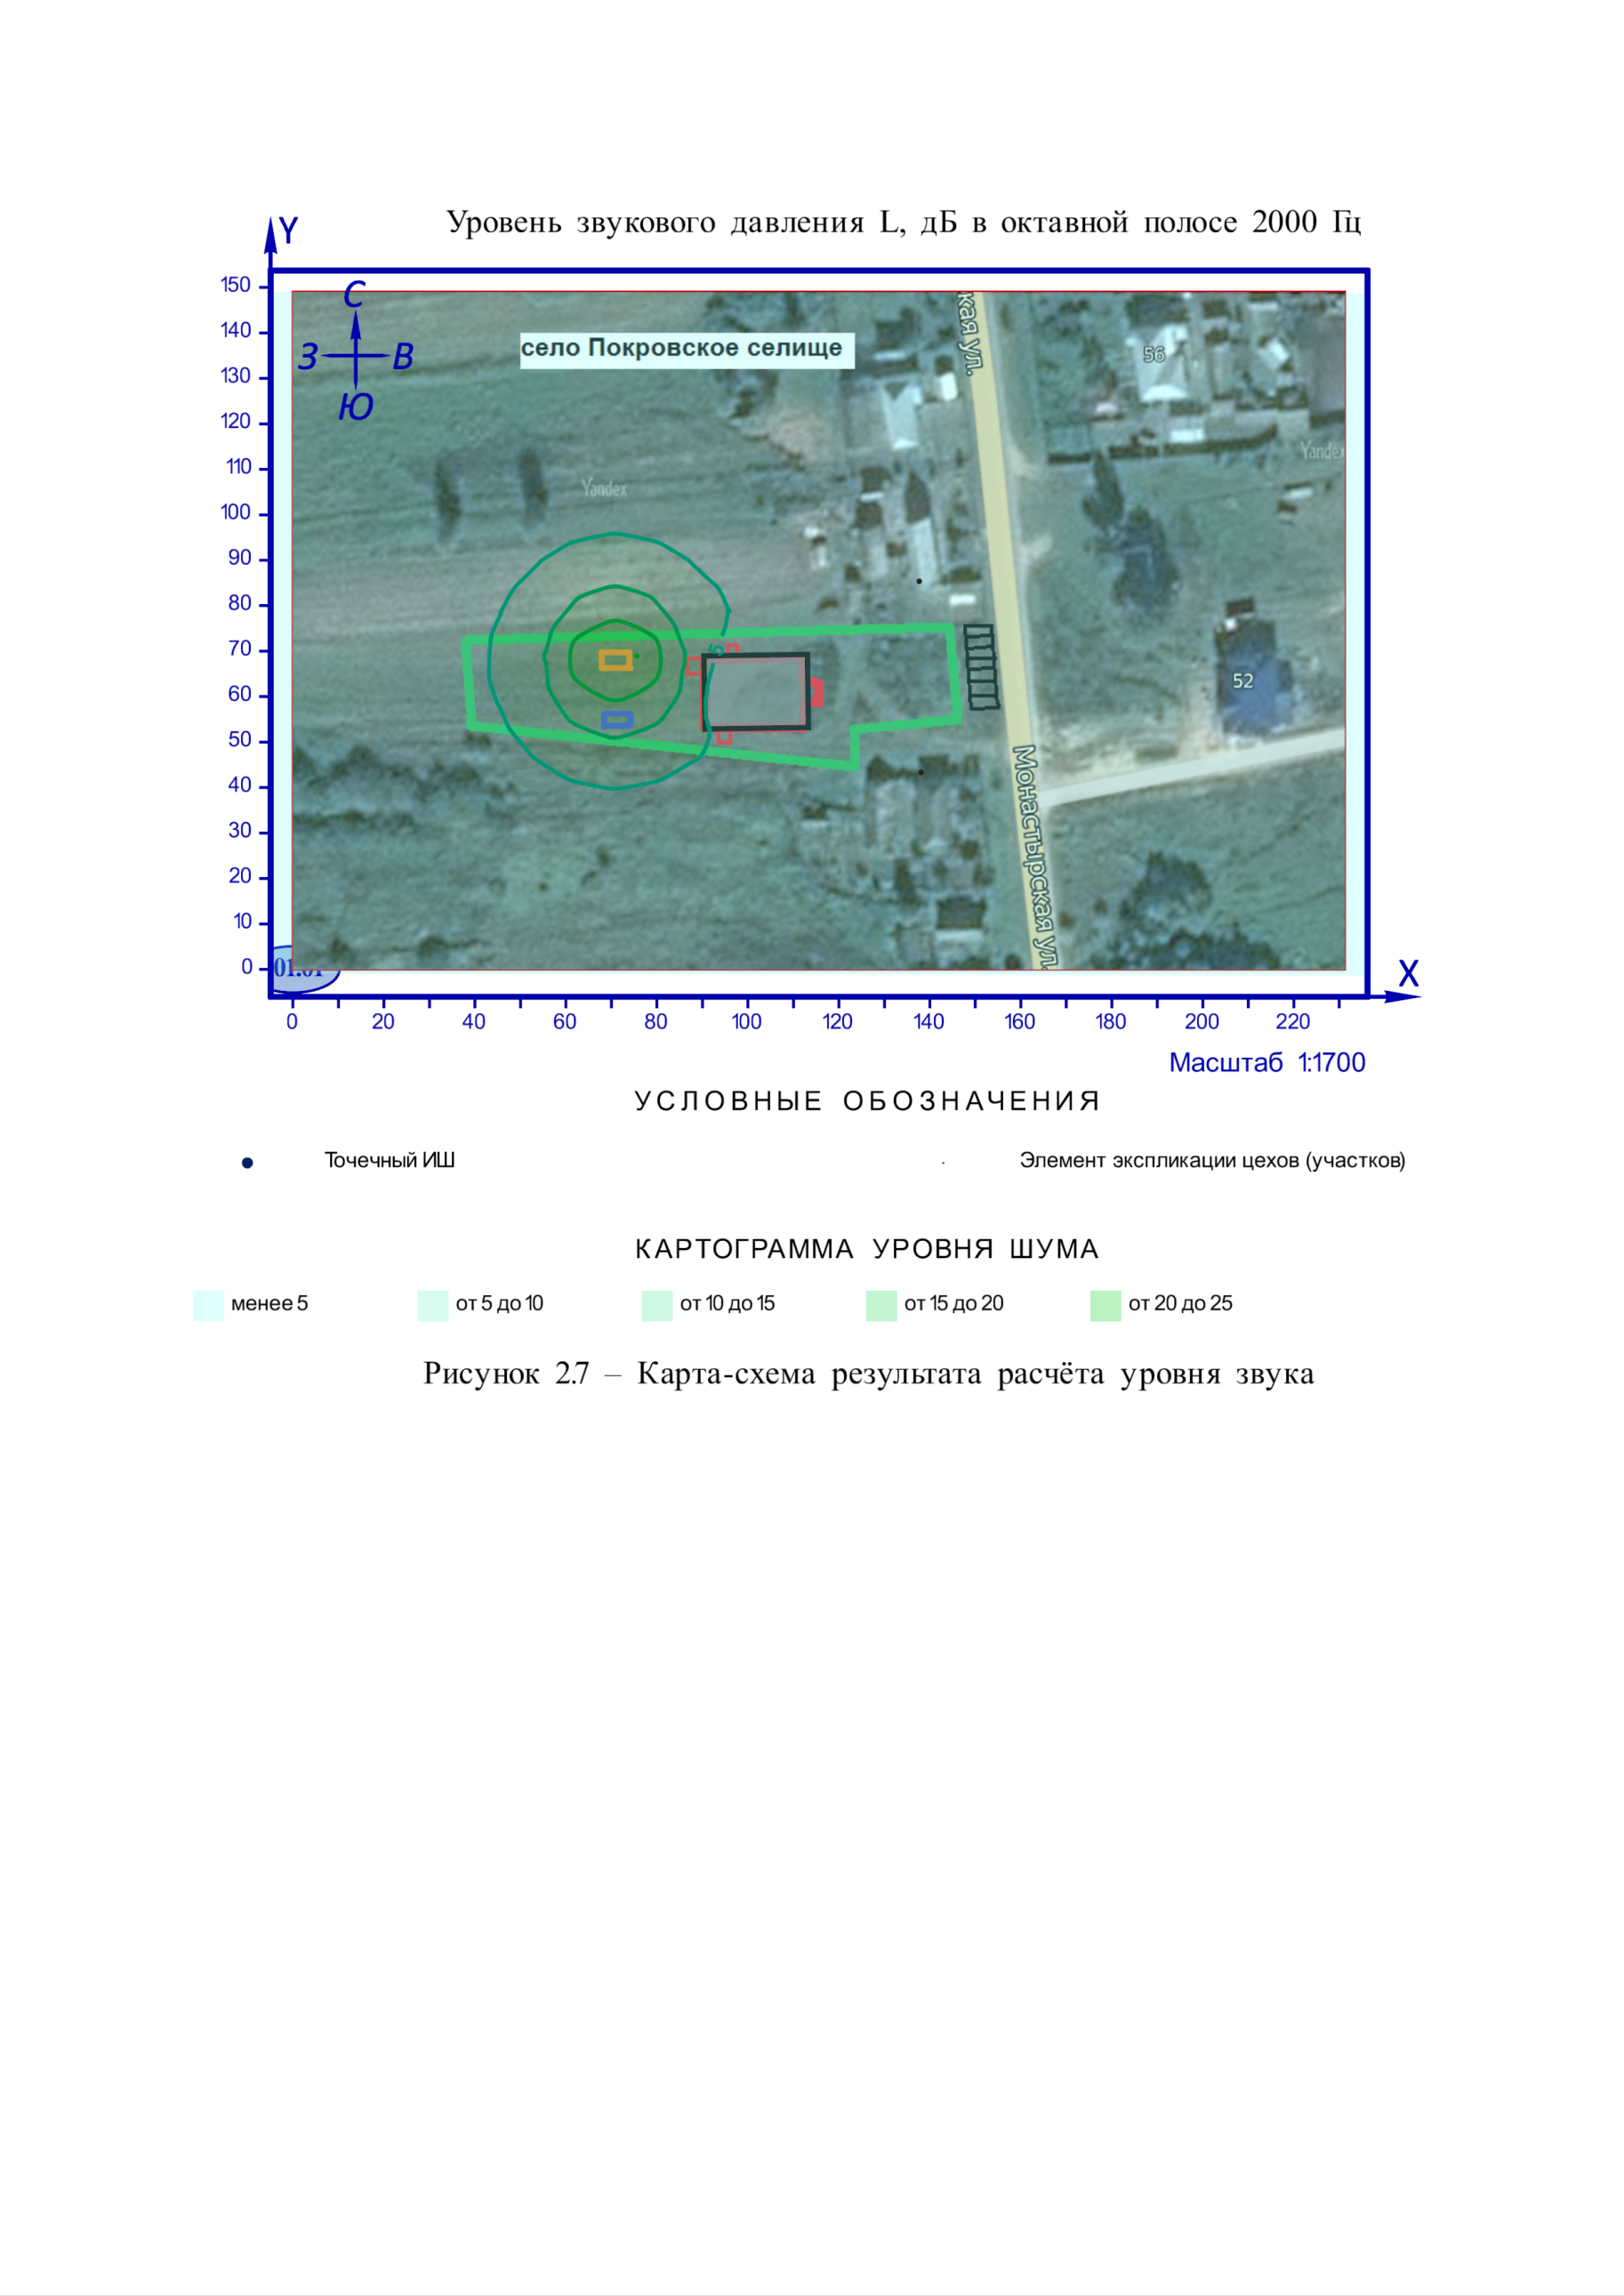 Уровень звукового давления L, дБ в октавной полосе 2000 Гц
Y
150
140
130
120
110
100
90
80
70
60
50
40
30
20
10
0
С
З В
Ю
село Покровское селище
кая ул.
56
Yandex
Yandex
5
52
Монастырская ул.
01.01
X
0 20 40 60 80 100 120 140 160 180 200 220
Масштаб 1:1700
УСЛОВНЫЕ ОБОЗНАЧЕНИЯ
Точечный ИШ
Элемент экспликации цехов (участков)
КАРТОГРАММА УРОВНЯ ШУМА
менее 5
от 5 до 10
от 10 до 15
от 15 до 20
от 20 до 25
Рисунок 2.7 – Карта-схема результата расчёта уровня звука